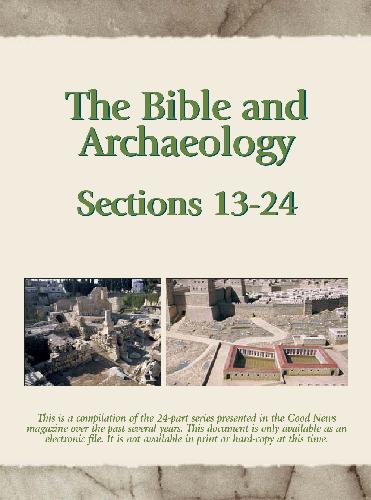 The Bible and
Archaeology
Sections 13-24
This is a compilation of the 24-part series presented in the Good News
magazine over the past several years. This document is only available as an
electronic file. It is not available in print or hard-copy at this time.